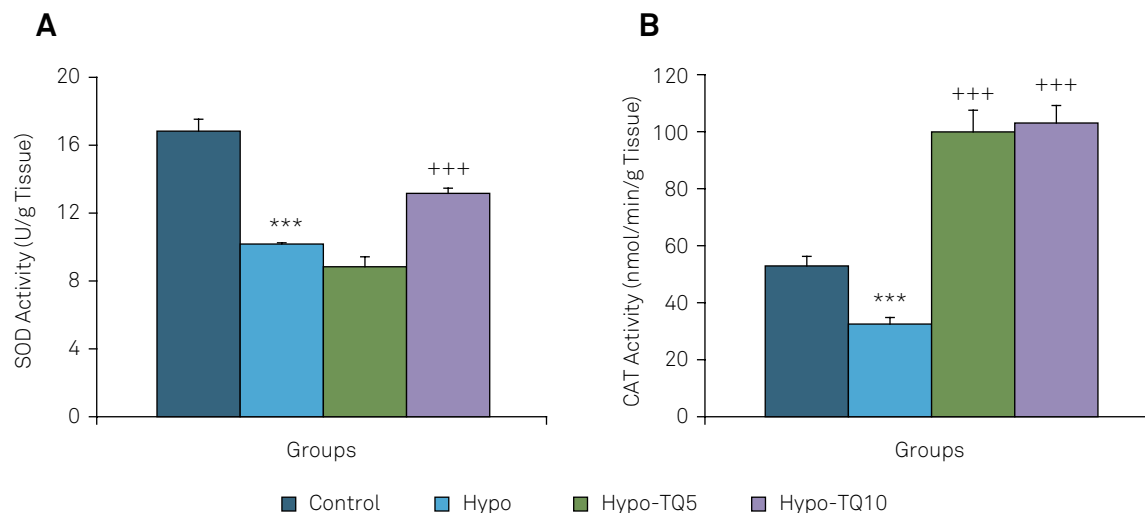 A
SOD Activity (U/g Tissue)
20
16
12
8
4
0
***
+++
Groups
B
CAT Activity (nmol/min/g Tissue)
120
100
80
60
40
20
0
***
+++
+++
Groups
Control
Hypo
Hypo-TQ5
Hypo-TQ10